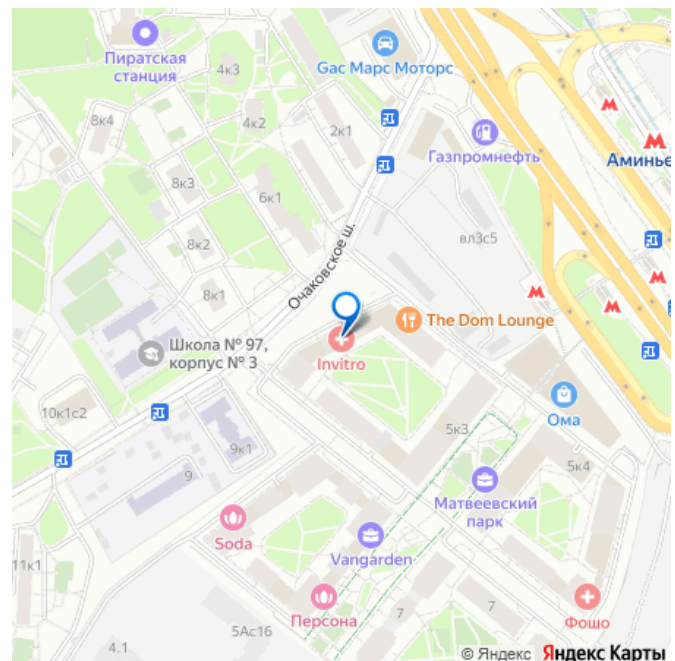 Пиратская
станция
4к3
Gac Марс Моторс
8к4
4к2
2к1
Газпромнефть
М
М
Аминье
8к3
6к1
Очаковское ш.
вл3с5
8к2
8к1
М
М
The Dom Lounge
Школа № 97,
корпус № 3
Invitro
10к1с2
Ома
9к1
5к3
9
5к4
Матвеевский
парк
Soda
Vangarden
11к1
Персона
7
7
Фошо
5Ас16
4.1
© Яндекс Яндекс Карты